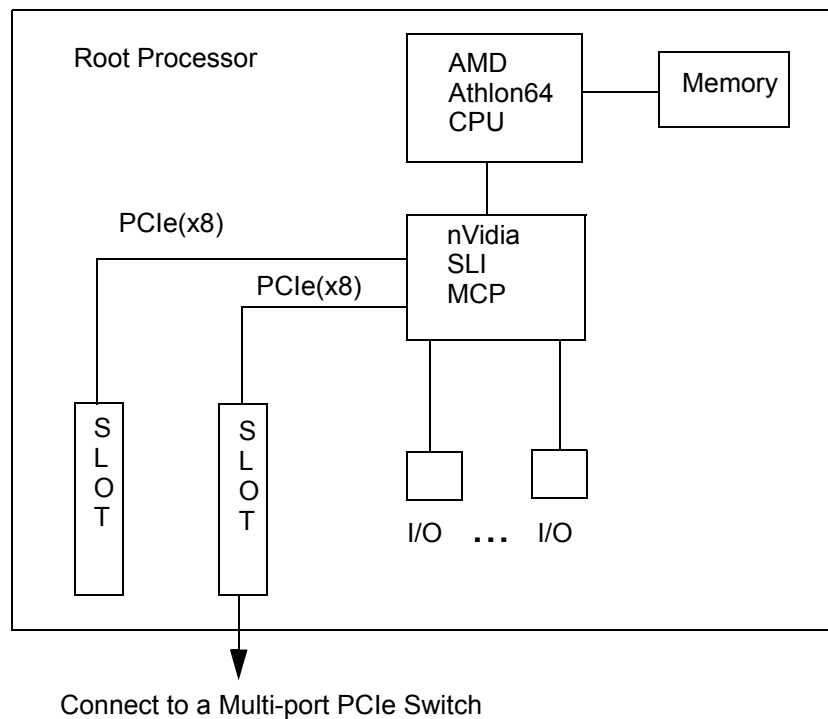 Root Processor
AMD
Athlon64
CPU
Memory
PCIe(x8)
nVidia
SLI
MCP
PCIe(x8)
S
L
O
T
S
L
O
T
I/O ... I/O
Connect to a Multi-port PCIe Switch